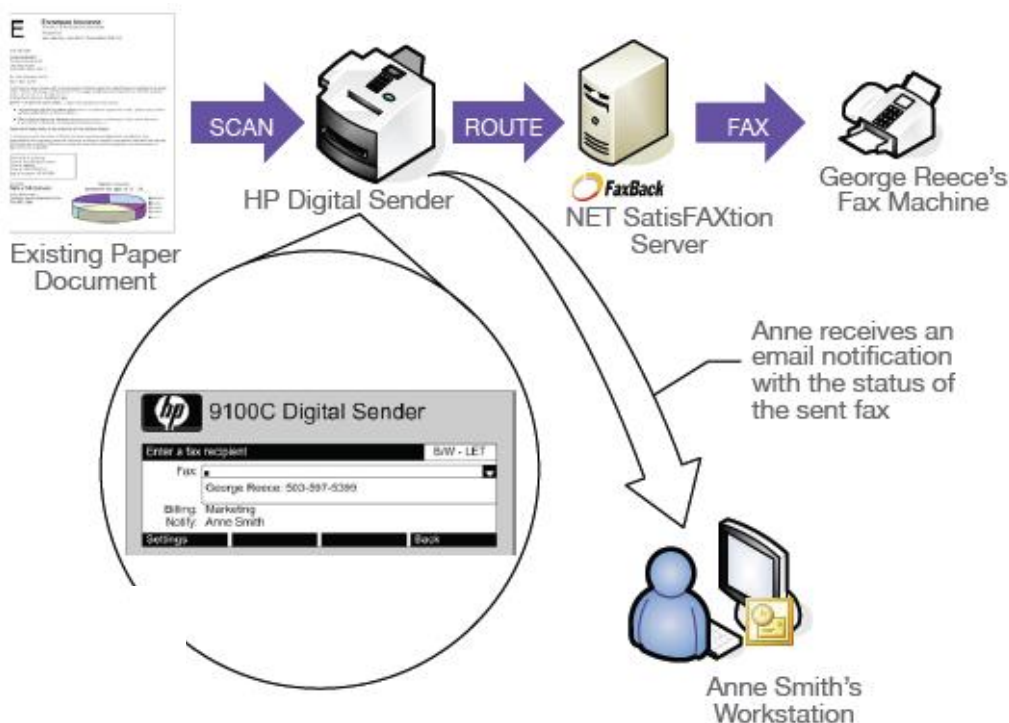 E
SCAN
ROUTE
FAX
HP Digital Sender
FaxBack
NET SatisFAXtion
Server
George Reece's
Fax Machine
Existing Paper
Document
Anne receives an
email notification
with the status of
the sent fax
hp
9100C Digital Sender
Enter a fax recipient
B/W - LET
Fax:
George Reece: 503-597-5399
Billing: Marketing
Notify: Anne Smith
Settings
Back
Anne Smith's
Workstation